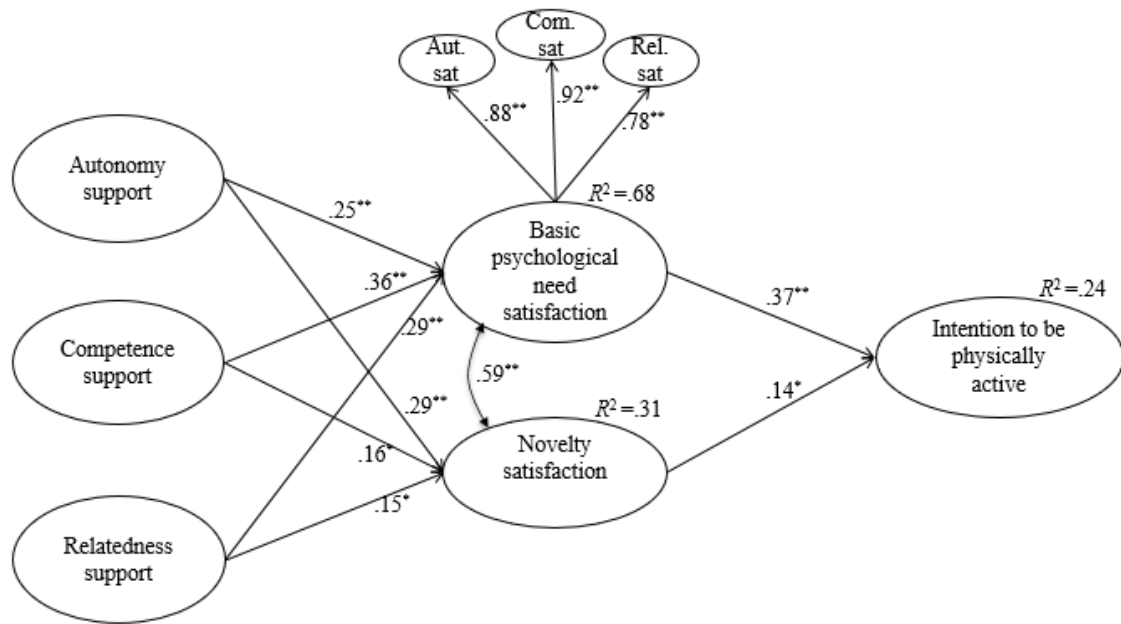 Com.
sat
Aut.
sat
Rel.
sat
.88**
.92**
.78**
Autonomy
support
R² =.68
.25**
Basic
psychological
need
satisfaction
.36**
.29**
.37**
R² =.24
Intention to be
physically
active
Competence
support
.59**
.29**
.14*
R² =.31
Novelty
satisfaction
.16*
.15*
Relatedness
support